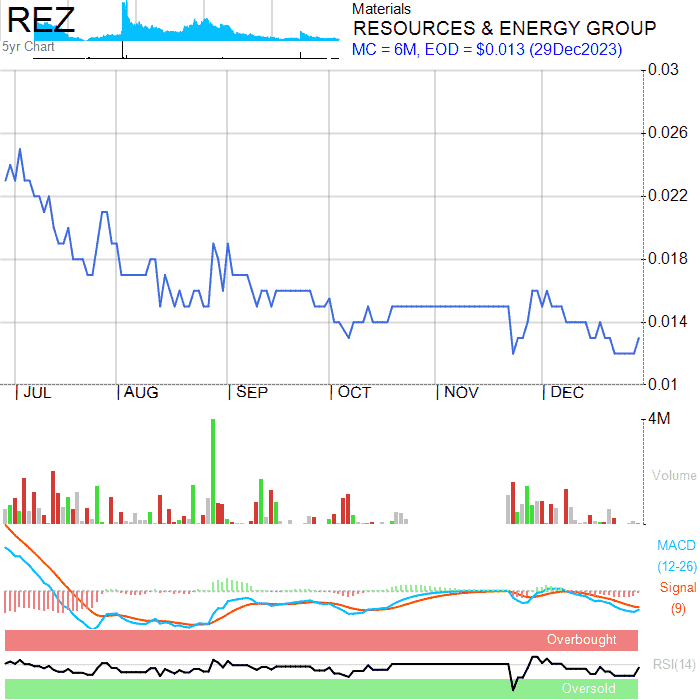 REZ
5yr Chart
Materials
RESOURCES & ENERGY GROUP
MC = 6M, EOD = $0.013 (29Dec2023)
0.03
0.026
0.022
0.018
0.014
0.01
JUL AUG SEP OCT NOV DEC
4M
Volume
MACD
(12-26)
Signal
(9)
Overbought
RSI(14)
Oversold